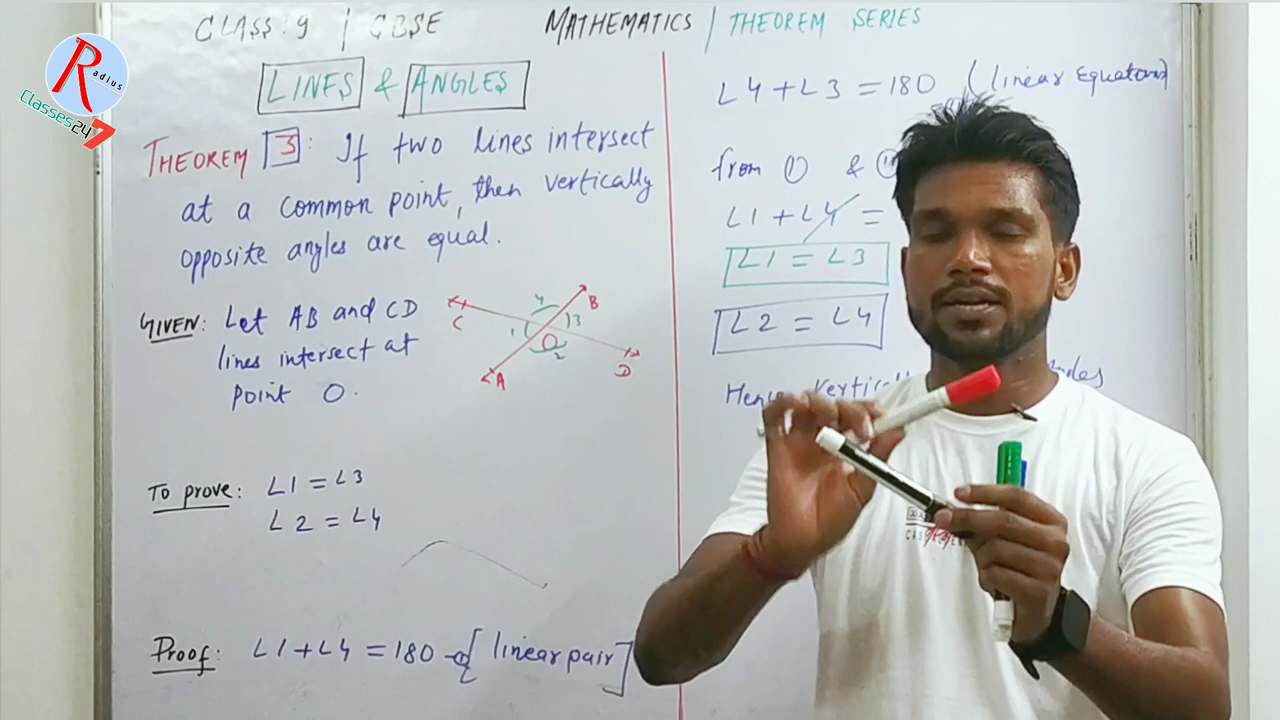 Radius
Classes24
7
CLASS:9 | CBSE
MATHEMATICS | THEOREM SERIES
LINES & ANGLES
THEOREM 3: If two lines intersect
at a common point, then vertically
opposite angles are equal.
GIVEN: Let AB and CD
lines intersect at
point O.
C
4
B
1
3
O
2
A
D
To prove: ∠1 = ∠3
∠2 = ∠4
Proof: ∠1+∠4 = 180 [linear pair]
∠4+∠3 = 180 (linear Equations)
from ① &
∠1+∠4 =
∠1 = ∠3
∠2 = ∠4
Hence